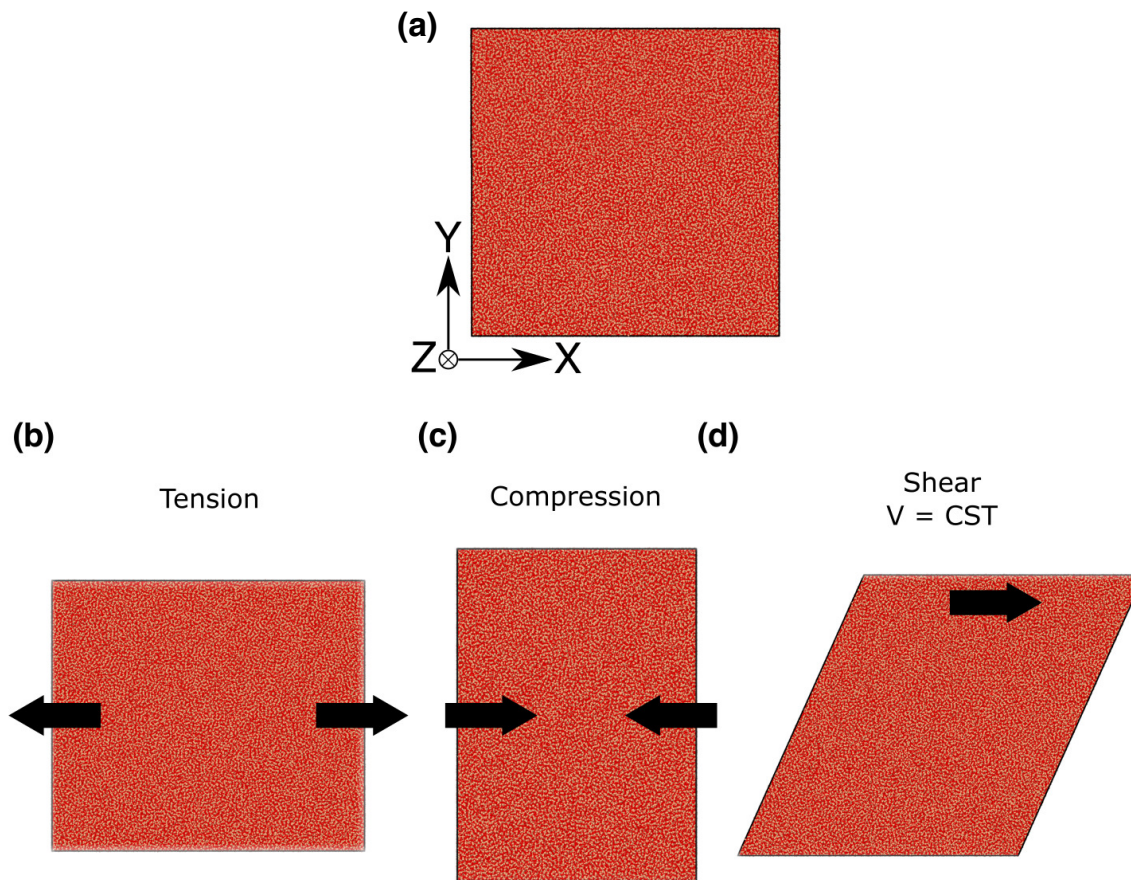 (a)
Y
Z
X
(b)
(c)
(d)
Tension
Compression
Shear
V = CST